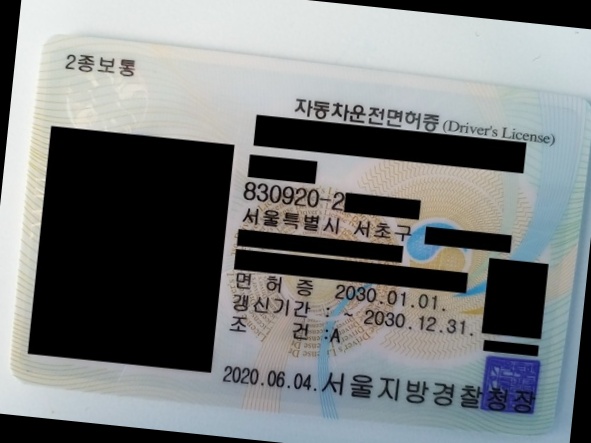 2종보통
자동차운전면허증 (Driver's License)
830920-2
서울특별시 서초구
면 허 증 2030.01.01.
갱신기간 : ~ 2030.12.31.
조 건 :A
2020.06.04. 서울지방경찰청장